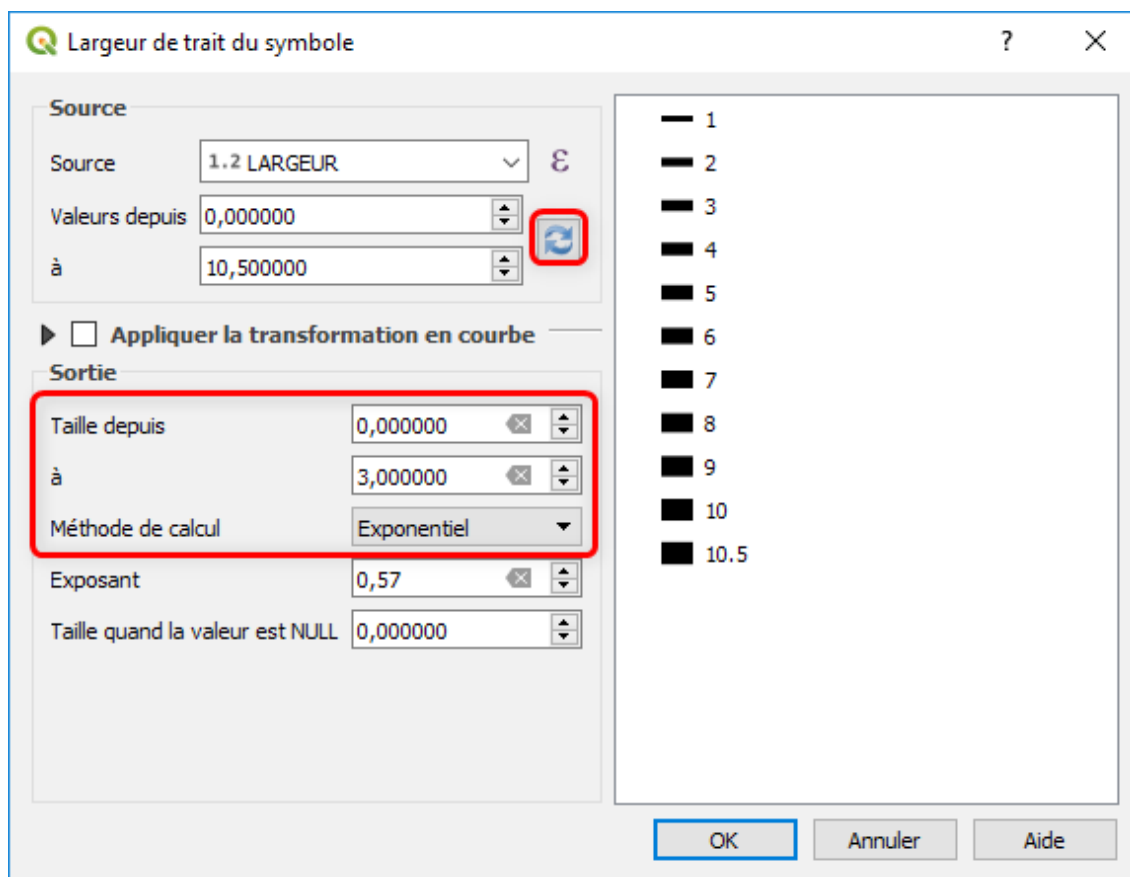 Largeur de trait du symbole
?
Source
Source 1.2 LARGEUR ε
Valeurs depuis 0,000000
à 10,500000
Appliquer la transformation en courbe
Sortie
Taille depuis 0,000000
à 3,000000
Méthode de calcul Exponentiel
Exposant 0,57
Taille quand la valeur est NULL 0,000000
1
2
3
4
5
6
7
8
9
10
10.5
OK Annuler Aide